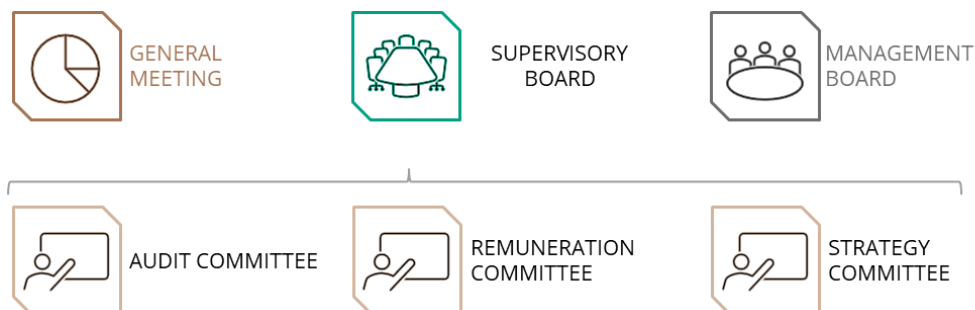 GENERAL
MEETING
SUPERVISORY
BOARD
MANAGEMENT
BOARD
AUDIT COMMITTEE
REMUNERATION
COMMITTEE
STRATEGY
COMMITTEE